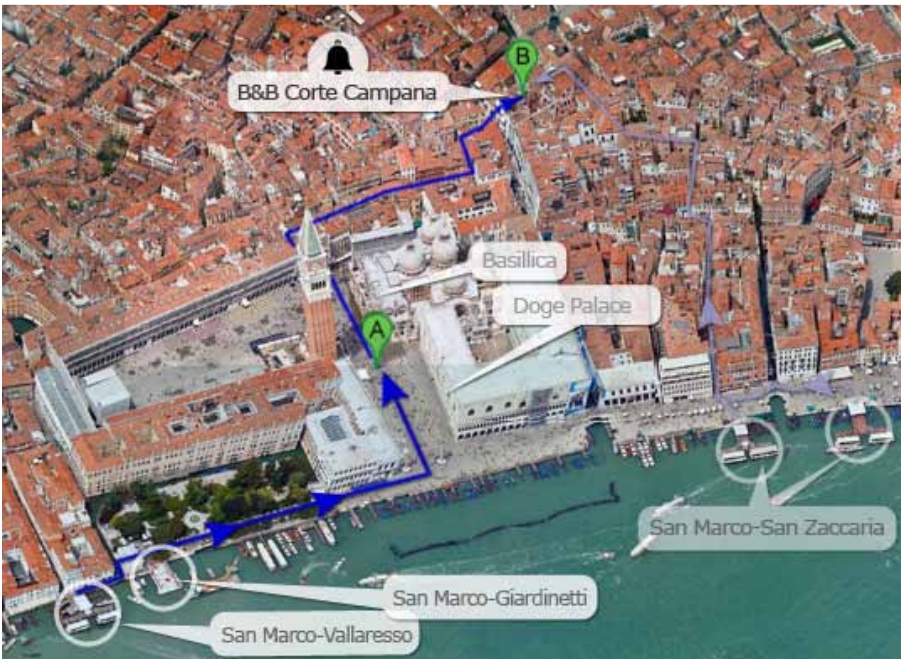 B
B&B Corte Campana
Basillica
Doge Palace
A
San Marco-San Zaccaria
San Marco-Giardinetti
San Marco-Vallaresso